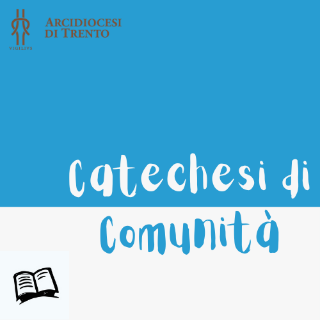 ARCIDIOCESI
DI TRENTO
Catechesi di
Comunità